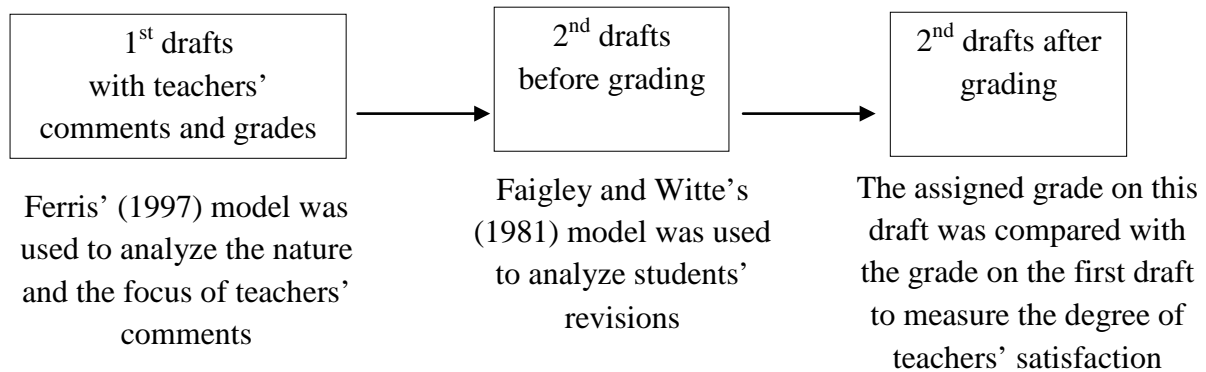 1st drafts
with teachers’
comments and grades
2nd drafts
before grading
2nd drafts after
grading
Ferris’ (1997) model was
used to analyze the nature
and the focus of teachers’
comments
Faigley and Witte’s
(1981) model was used
to analyze students’
revisions
The assigned grade on this
draft was compared with
the grade on the first draft
to measure the degree of
teachers’ satisfaction